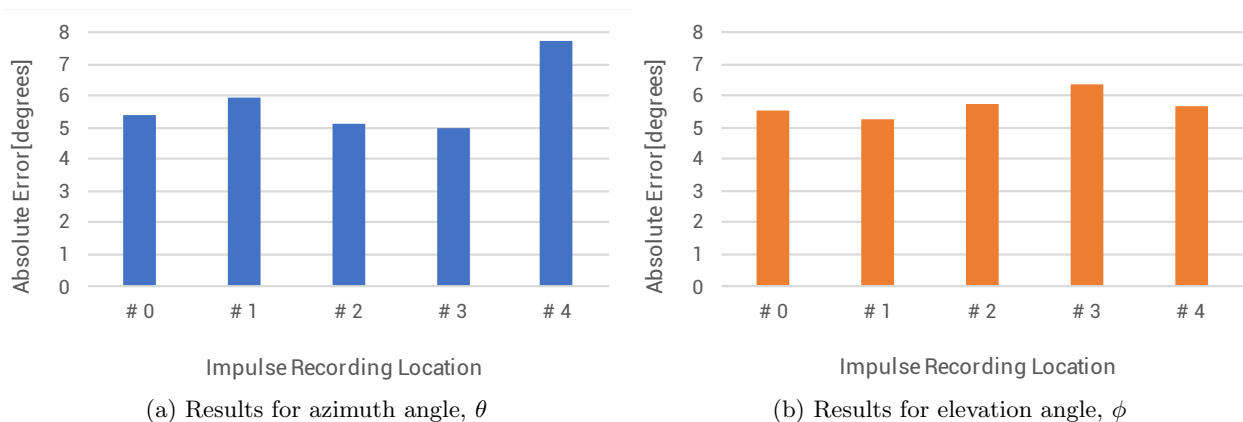 Absolute Error[degrees]
8
7
6
5
4
3
2
1
0
# 0 # 1 # 2 # 3 # 4
Impulse Recording Location
(a) Results for azimuth angle, θ
Absolute Error[degrees]
8
7
6
5
4
3
2
1
0
# 0 # 1 # 2 # 3 # 4
Impulse Recording Location
(b) Results for elevation angle, ϕ